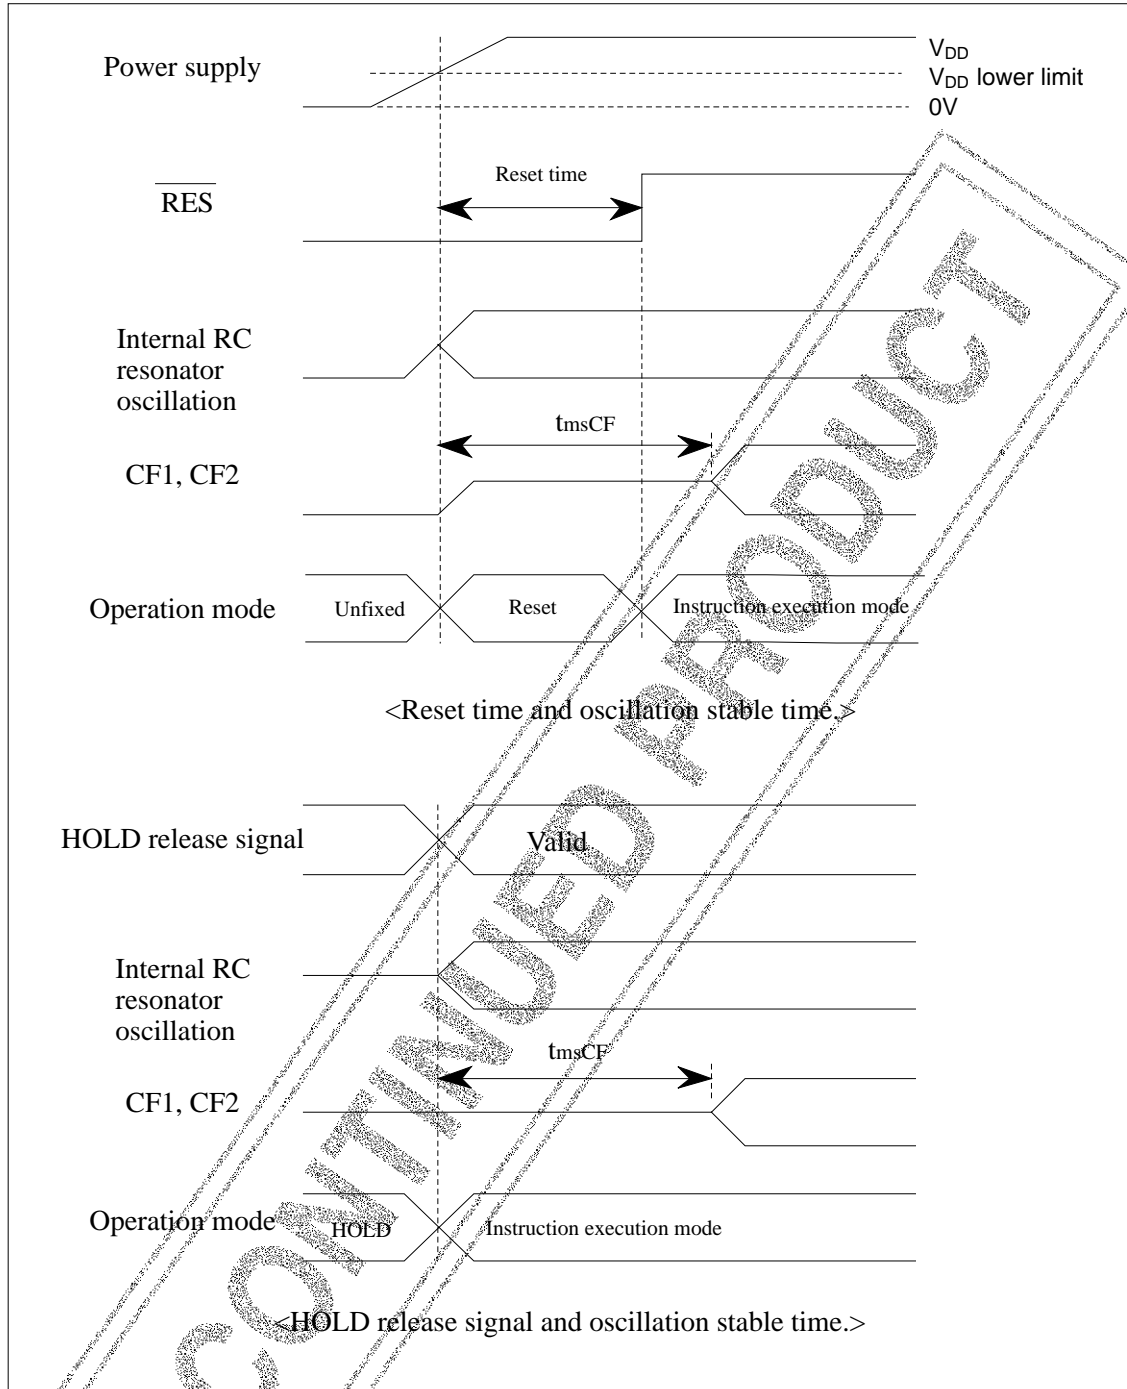 Power supply
VDD
VDD lower limit
0V
RES
Reset time
Internal RC
resonator
oscillation
tmsCF
CF1, CF2
Operation mode
Unfixed
Reset
Instruction execution mode
<Reset time and oscillation stable time.>
HOLD release signal
Valid
Internal RC
resonator
oscillation
tmsCF
CF1, CF2
Operation mode
HOLD
Instruction execution mode
<HOLD release signal and oscillation stable time.>
CONTINUED PRODUCT